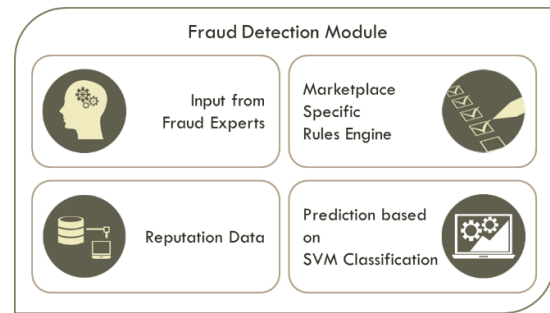 Fraud Detection Module
Input from
Fraud Experts
Marketplace
Specific
Rules Engine
Reputation Data
Prediction based
on
SVM Classification